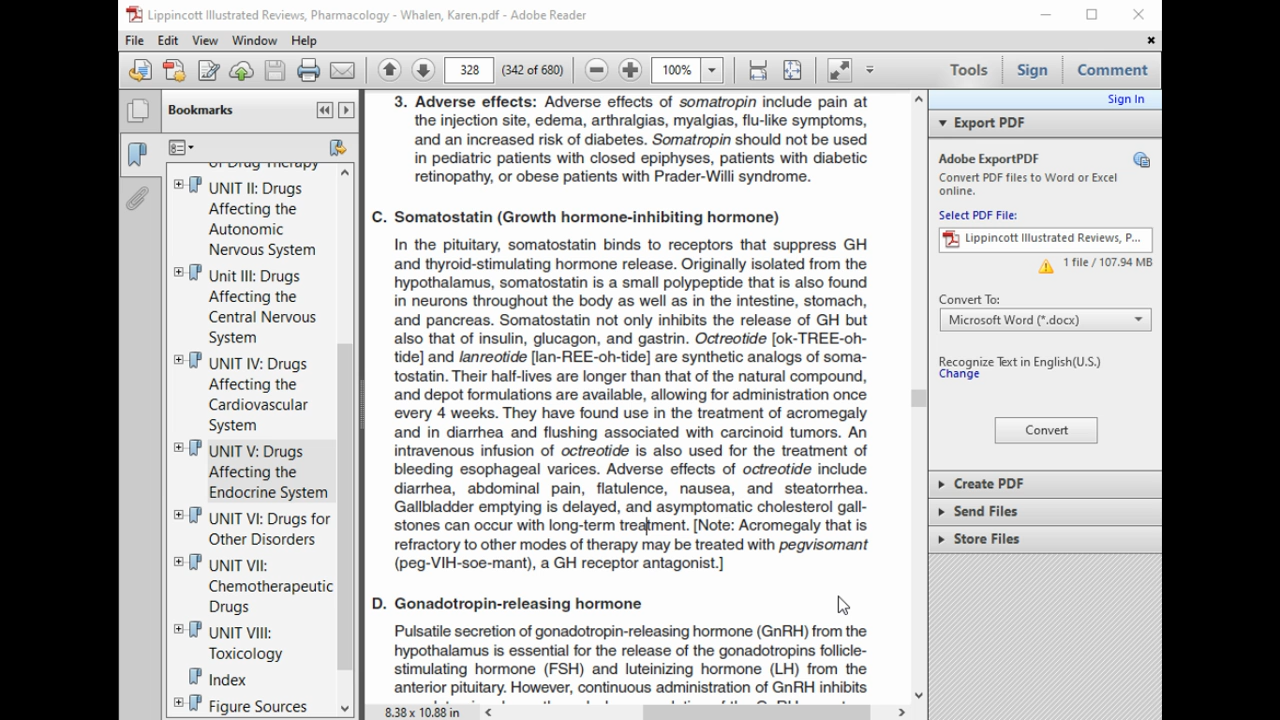 Lippincott Illustrated Reviews, Pharmacology - Whalen, Karen.pdf - Adobe Reader
File Edit View Window Help
328 (342 of 680) 100% Tools Sign Comment
Bookmarks
of Drug Therapy
UNIT II: Drugs
Affecting the
Autonomic
Nervous System
Unit III: Drugs
Affecting the
Central Nervous
System
UNIT IV: Drugs
Affecting the
Cardiovascular
System
UNIT V: Drugs
Affecting the
Endocrine System
UNIT VI: Drugs for
Other Disorders
UNIT VII:
Chemotherapeutic
Drugs
UNIT VIII:
Toxicology
Index
Figure Sources
3. Adverse effects: Adverse effects of somatropin include pain at
the injection site, edema, arthralgias, myalgias, flu-like symptoms,
and an increased risk of diabetes. Somatropin should not be used
in pediatric patients with closed epiphyses, patients with diabetic
retinopathy, or obese patients with Prader-Willi syndrome.
C. Somatostatin (Growth hormone-inhibiting hormone)
In the pituitary, somatostatin binds to receptors that suppress GH
and thyroid-stimulating hormone release. Originally isolated from the
hypothalamus, somatostatin is a small polypeptide that is also found
in neurons throughout the body as well as in the intestine, stomach,
and pancreas. Somatostatin not only inhibits the release of GH but
also that of insulin, glucagon, and gastrin. Octreotide [ok-TREE-oh-
tide] and lanreotide [lan-REE-oh-tide] are synthetic analogs of soma-
tostatin. Their half-lives are longer than that of the natural compound,
and depot formulations are available, allowing for administration once
every 4 weeks. They have found use in the treatment of acromegaly
and in diarrhea and flushing associated with carcinoid tumors. An
intravenous infusion of octreotide is also used for the treatment of
bleeding esophageal varices. Adverse effects of octreotide include
diarrhea, abdominal pain, flatulence, nausea, and steatorrhea.
Gallbladder emptying is delayed, and asymptomatic cholesterol gall-
stones can occur with long-term treatment. [Note: Acromegaly that is
refractory to other modes of therapy may be treated with pegvisomant
(peg-VIH-soe-mant), a GH receptor antagonist.]
D. Gonadotropin-releasing hormone
Pulsatile secretion of gonadotropin-releasing hormone (GnRH) from the
hypothalamus is essential for the release of the gonadotropins follicle-
stimulating hormone (FSH) and luteinizing hormone (LH) from the
anterior pituitary. However, continuous administration of GnRH inhibits
8.38 x 10.88 in
Sign In
Export PDF
Adobe ExportPDF
Convert PDF files to Word or Excel
online.
Select PDF File:
Lippincott Illustrated Reviews, P...
1 file / 107.94 MB
Convert To:
Microsoft Word (*.docx)
Recognize Text in English(U.S.)
Change
Convert
Create PDF
Send Files
Store Files